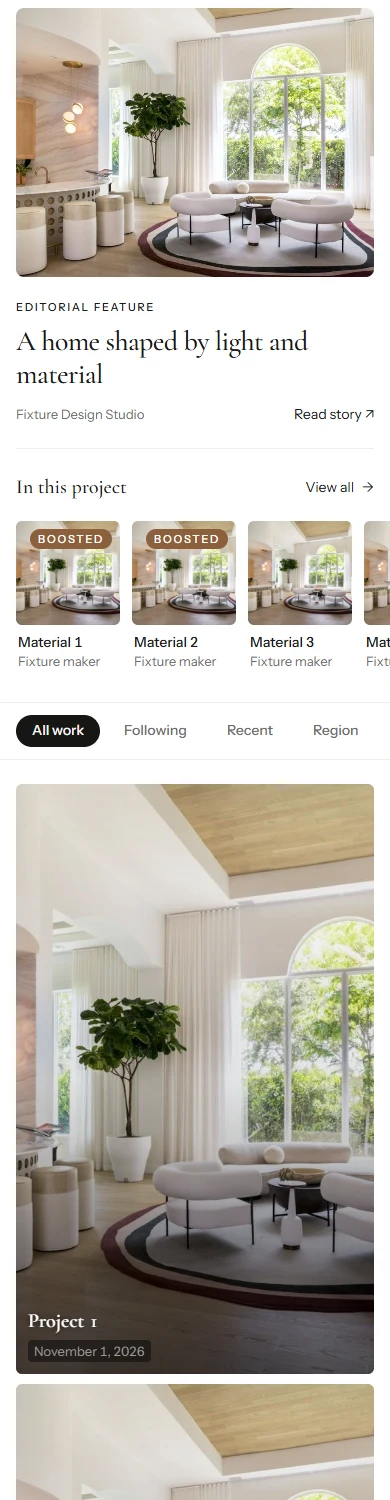 EDITORIAL FEATURE
A home shaped by light and
material
Fixture Design Studio
Read story ↗
In this project
View all →
BOOSTED
BOOSTED
Material 1
Material 2
Material 3
Mat
Fixture maker
Fixture maker
Fixture maker
Fixt
All work
Following
Recent
Region
Project 1
November 1, 2026